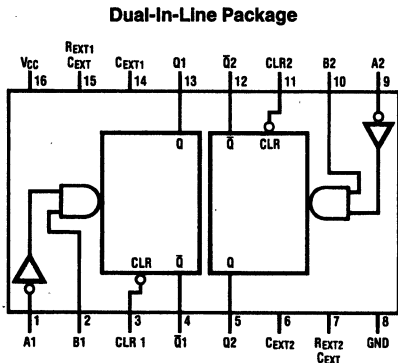 Dual-In-Line Package
VCC REXT1 CEXT CEXT1 Q1 Q̅2 CLR2 B2 A2
16 15 14 13 12 11 10 9
Q Q̅ CLR
CLR Q̅ Q
1 2 3 4 5 6 7 8
A1 B1 CLR 1 Q̅1 Q2 CEXT2 REXT2 CEXT GND